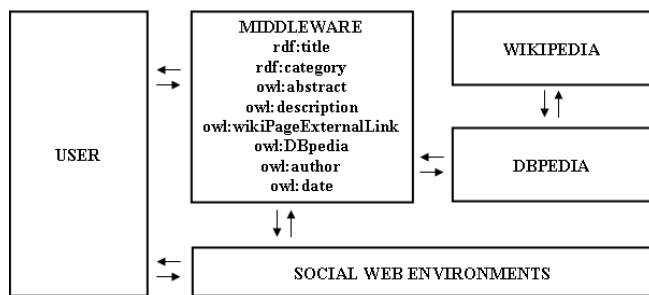 MIDDLEWARE
rdf:title
rdf:category
owl:abstract
owl:description
owl:wikiPageExternalLink
owl:DBpedia
owl:author
owl:date
WIKIPEDIA
USER
DBPEDIA
SOCIAL WEB ENVIRONMENTS